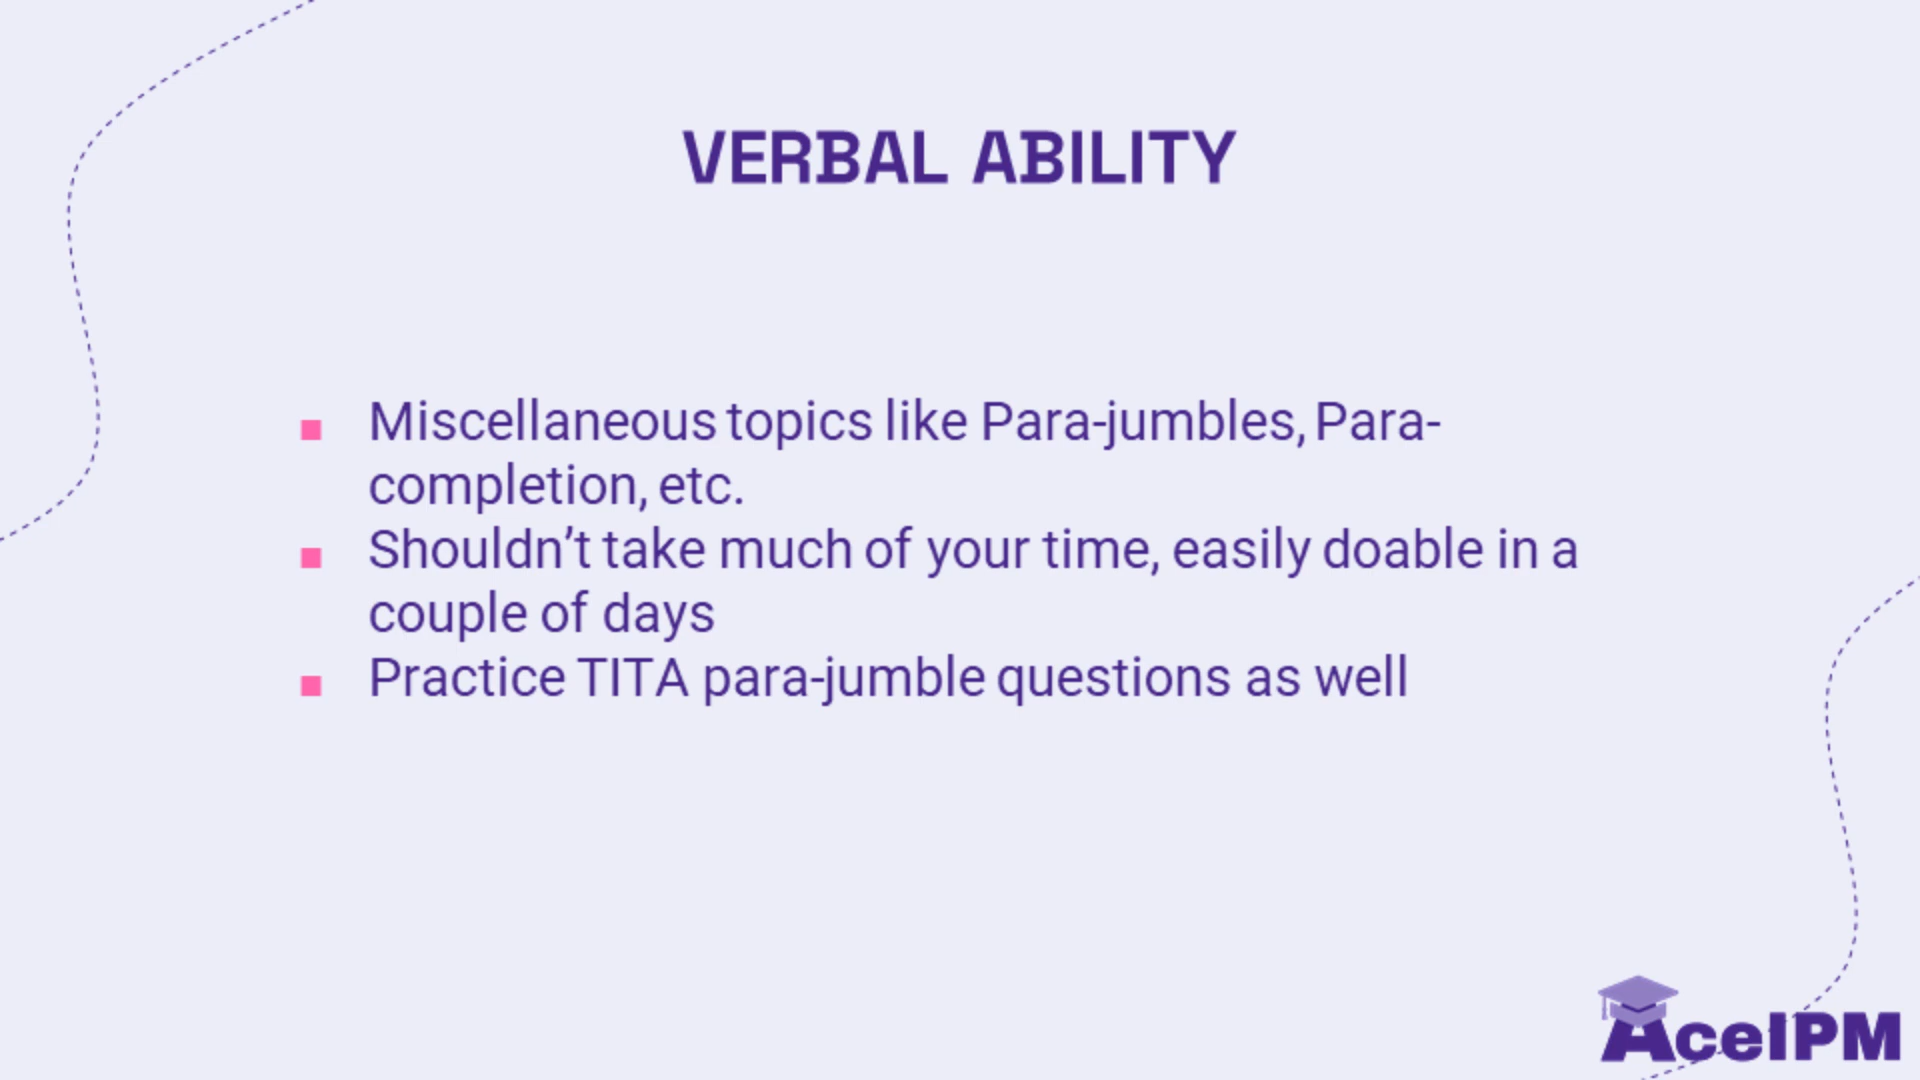 VERBAL ABILITY
Miscellaneous topics like Para-jumbles, Para-
completion, etc.
Shouldn’t take much of your time, easily doable in a
couple of days
Practice TITA para-jumble questions as well
AceIPM